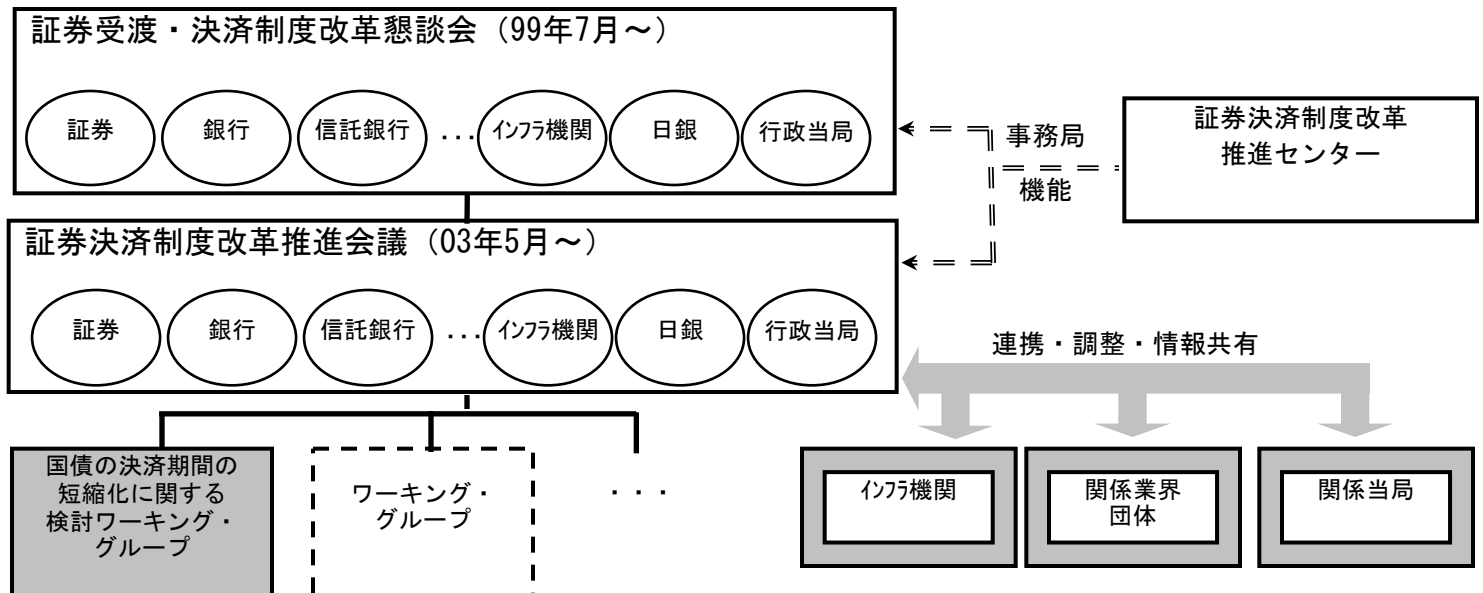 証券受渡・決済制度改革懇談会（99年7月～）
証券
銀行
信託銀行
...
インフラ機関
日銀
行政当局
事務局
機能
証券決済制度改革
推進センター
証券決済制度改革推進会議（03年5月～）
証券
銀行
信託銀行
...
インフラ機関
日銀
行政当局
連携・調整・情報共有
国債の決済期間の
短縮化に関する
検討ワーキング・
グループ
ワーキング・
グループ
・・・
インフラ機関
関係業界
団体
関係当局